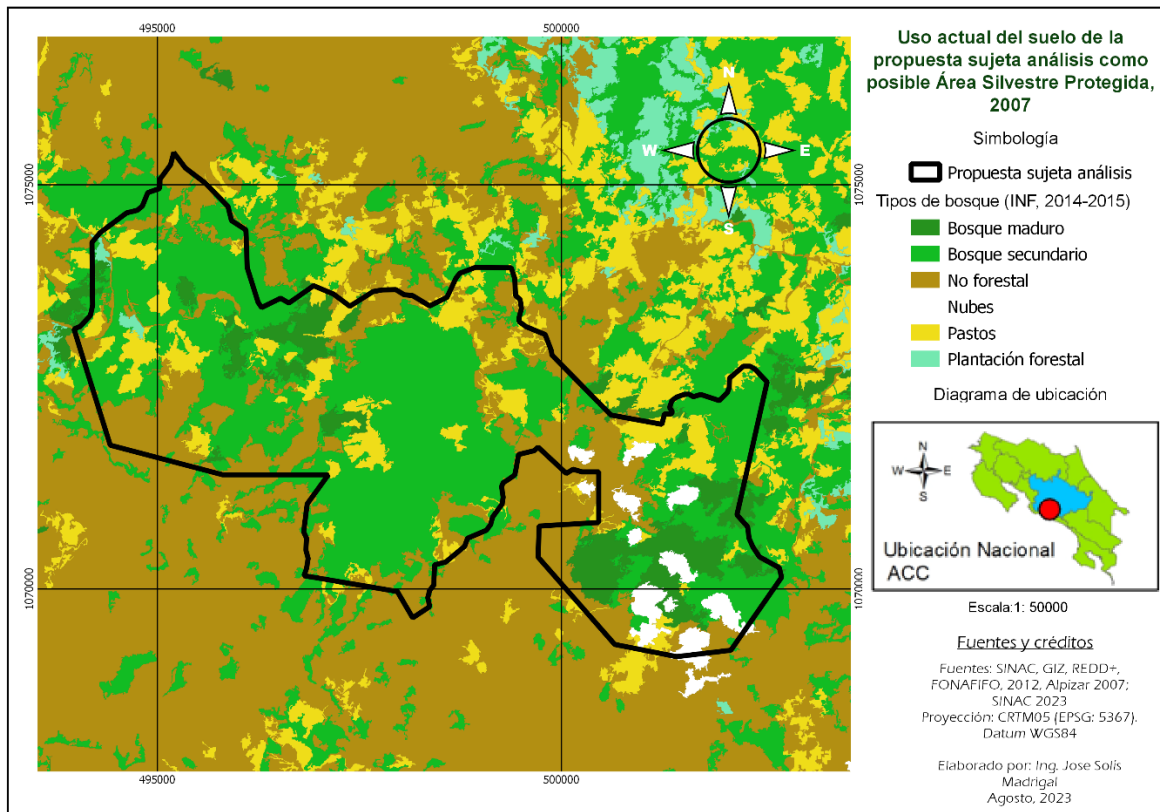 495000
500000
1075000
1070000
N
W
E
S
1075000
1070000
495000
500000
Uso actual del suelo de la
propuesta sujeta análisis como
posible Área Silvestre Protegida,
2007
Simbología
Propuesta sujeta análisis
Tipos de bosque (INF, 2014-2015)
Bosque maduro
Bosque secundario
No forestal
Nubes
Pastos
Plantación forestal
Diagrama de ubicación
N
W
E
S
Ubicación Nacional
ACC
Escala:1: 50000
Fuentes y créditos
Fuentes: SINAC, GIZ, REDD+,
FONAFIFO, 2012, Alpizar 2007;
SINAC 2023
Proyección: CRTM05 (EPSG: 5367).
Datum WGS84
Elaborado por: Ing. Jose Solís
Madrigal
Agosto, 2023